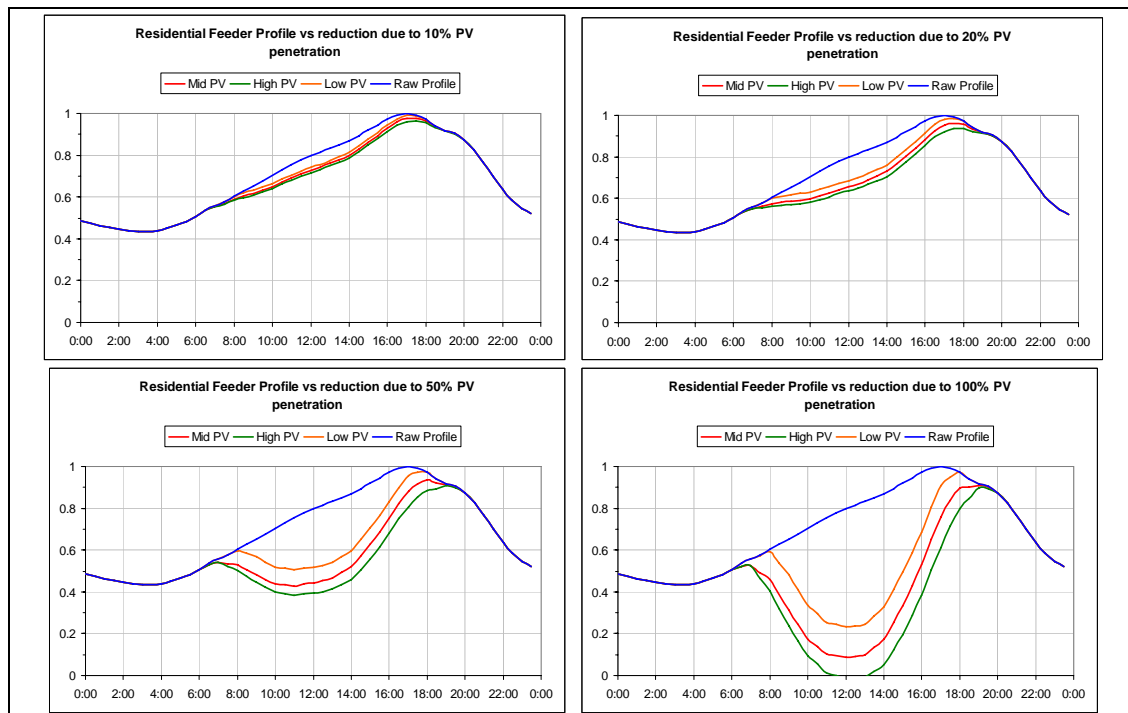 Residential Feeder Profile vs reduction due to 10% PV
penetration
Mid PV High PV Low PV Raw Profile
1
0.8
0.6
0.4
0.2
0
0:00 2:00 4:00 6:00 8:00 10:00 12:00 14:00 16:00 18:00 20:00 22:00 0:00
Residential Feeder Profile vs reduction due to 20% PV
penetration
Mid PV High PV Low PV Raw Profile
1
0.8
0.6
0.4
0.2
0
0:00 2:00 4:00 6:00 8:00 10:00 12:00 14:00 16:00 18:00 20:00 22:00 0:00
Residential Feeder Profile vs reduction due to 50% PV
penetration
Mid PV High PV Low PV Raw Profile
1
0.8
0.6
0.4
0.2
0
0:00 2:00 4:00 6:00 8:00 10:00 12:00 14:00 16:00 18:00 20:00 22:00 0:00
Residential Feeder Profile vs reduction due to 100% PV
penetration
Mid PV High PV Low PV Raw Profile
1
0.8
0.6
0.4
0.2
0
0:00 2:00 4:00 6:00 8:00 10:00 12:00 14:00 16:00 18:00 20:00 22:00 0:00